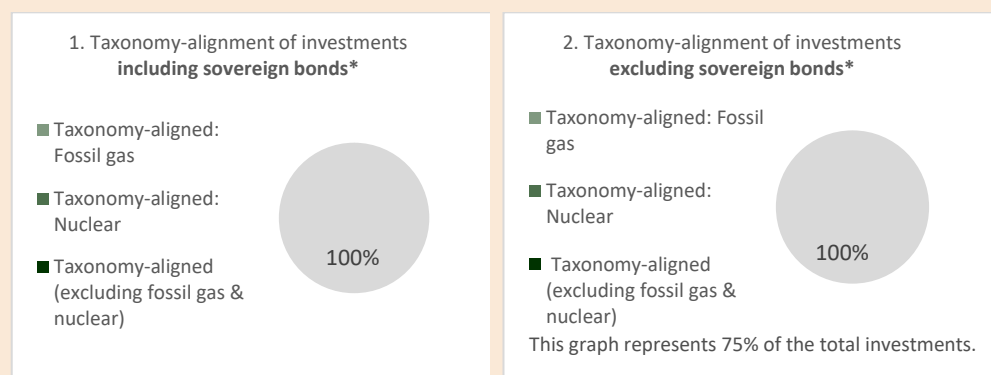 1. Taxonomy-alignment of investments
including sovereign bonds*
Taxonomy-aligned:
Fossil gas
Taxonomy-aligned:
Nuclear
Taxonomy-aligned
(excluding fossil gas &
nuclear)
100%
2. Taxonomy-alignment of investments
excluding sovereign bonds*
Taxonomy-aligned: Fossil
gas
Taxonomy-aligned:
Nuclear
Taxonomy-aligned
(excluding fossil gas &
nuclear)
100%
This graph represents 75% of the total investments.